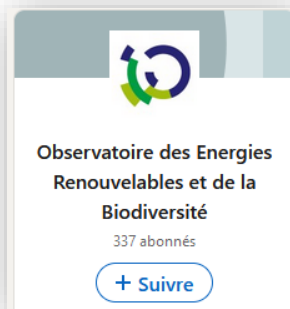 Observatoire des Energies
Renouvelables et de la
Biodiversité
337 abonnés
+ Suivre